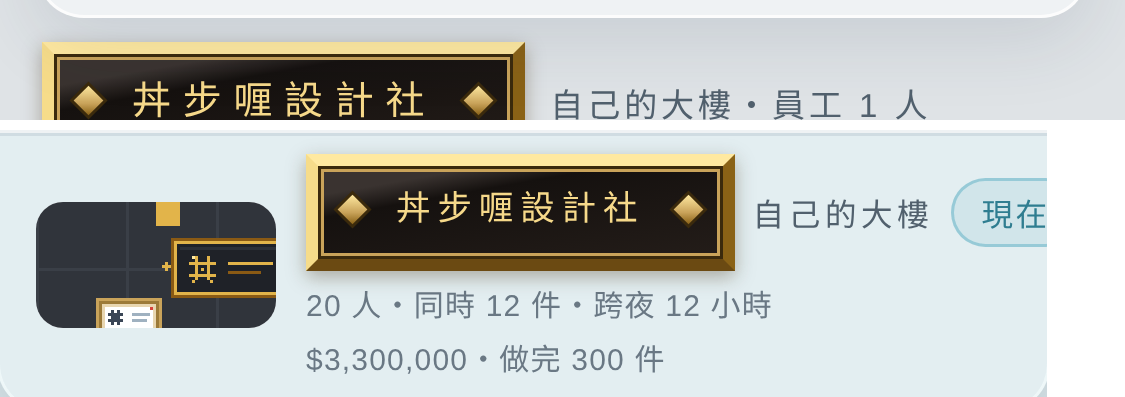 丼步喱設計社
自己的大樓・員工 1 人
丼步喱設計社
自己的大樓
現在
20 人・同時 12 件・跨夜 12 小時
$3,300,000・做完 300 件